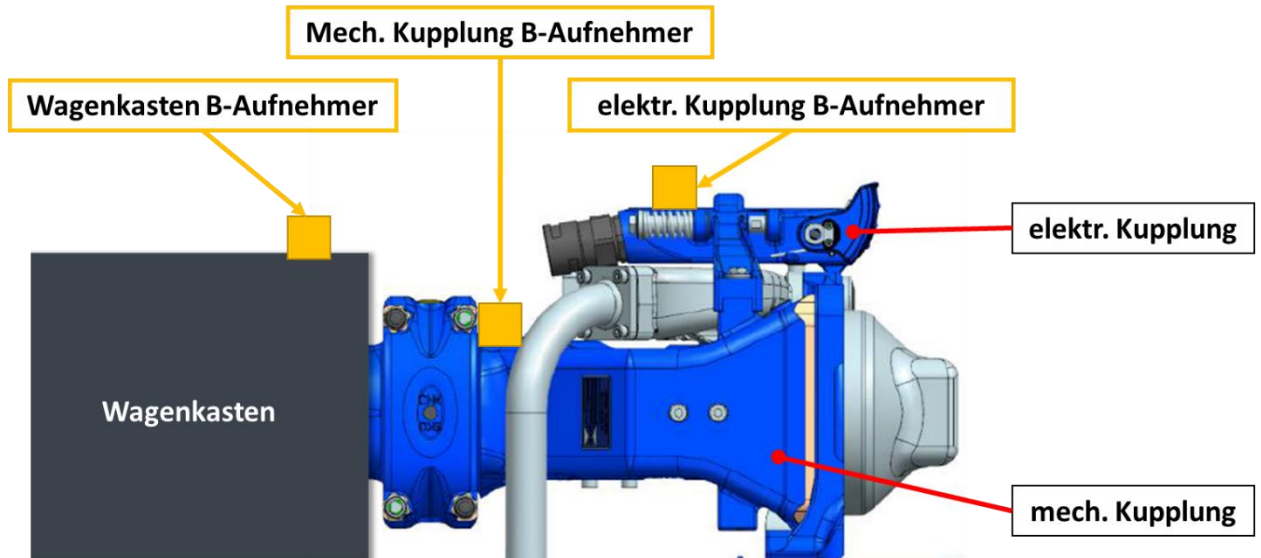 Mech. Kupplung B-Aufnehmer
Wagenkasten B-Aufnehmer
elektr. Kupplung B-Aufnehmer
elektr. Kupplung
Wagenkasten
mech. Kupplung